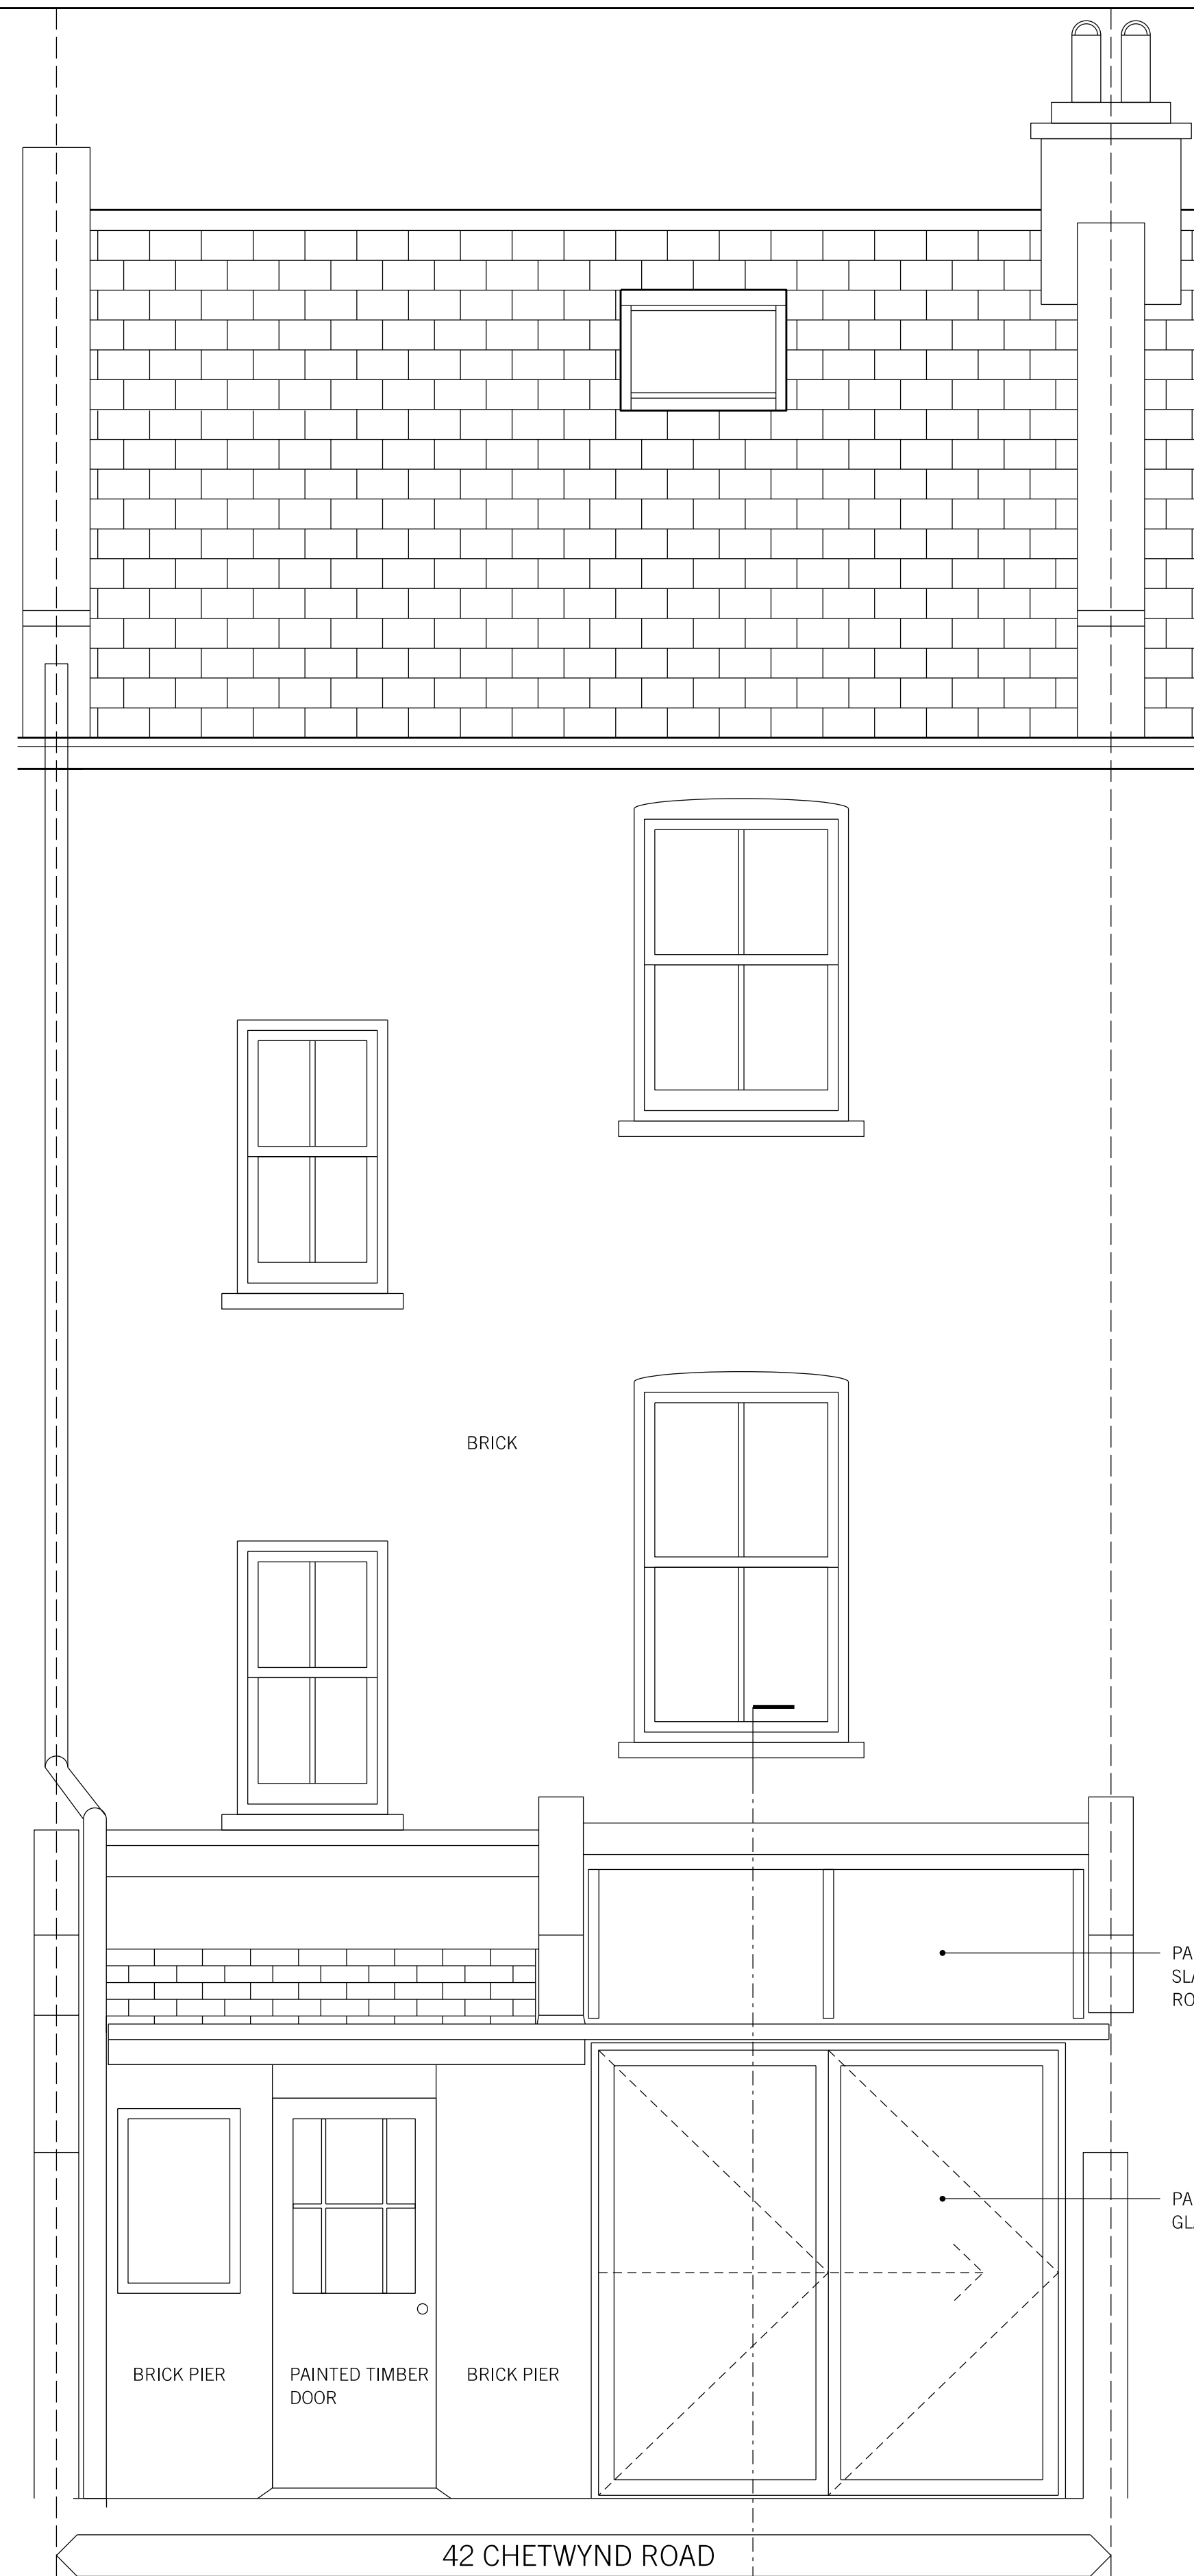 BRICK
PA
SLA
RO
PA
GLA
BRICK PIER
PAINTED TIMBER
DOOR
BRICK PIER
42 CHETWYND ROAD